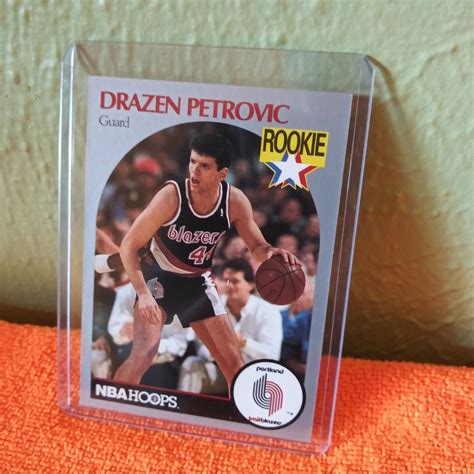 DRAZEN PETROVIC
Guard
ROOKIE
blazers
44
NBA HOOPS
portland
trail blazers